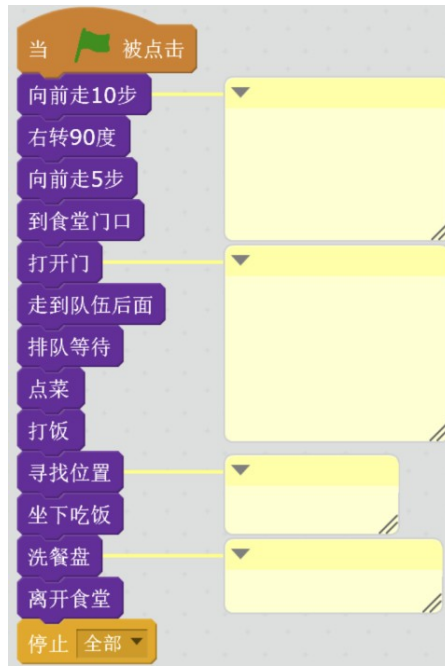 当 被点击
向前走10步
右转90度
向前走5步
到食堂门口
打开门
走到队伍后面
排队等待
点菜
打饭
寻找位置
坐下吃饭
洗餐盘
离开食堂
停止 全部